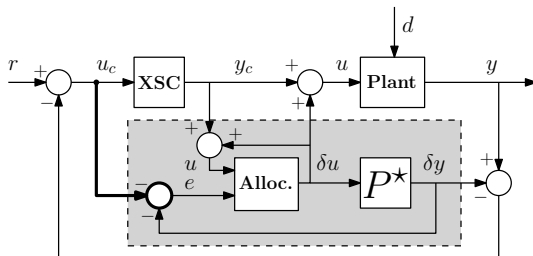 d
r + − u_c XSC y_c + + u Plant y
+ + u e Alloc. δu P^⋆ δy + −
− −